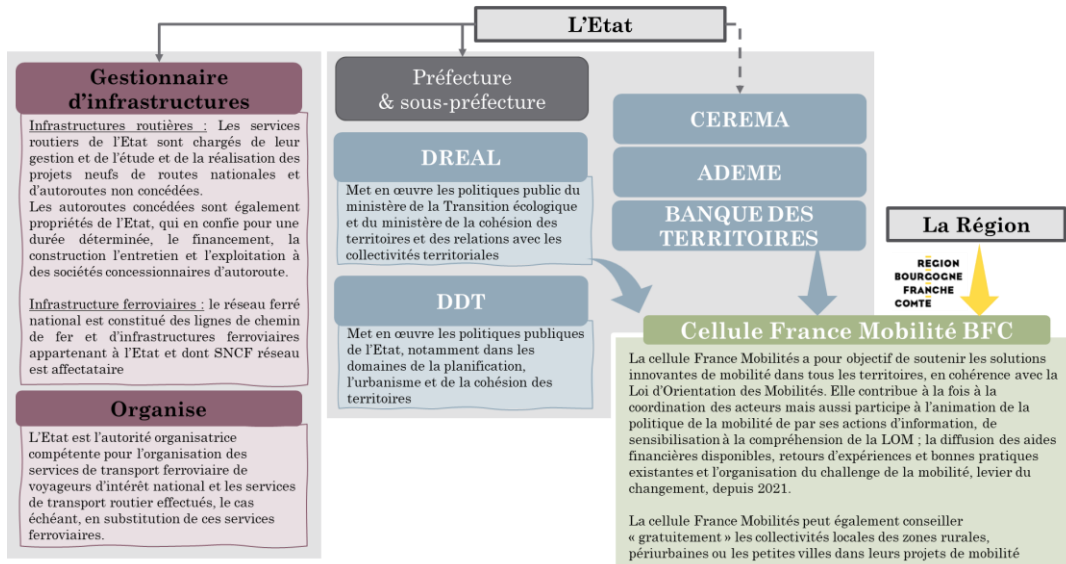 L'Etat
Gestionnaire
d'infrastructures
Infrastructures routières : Les services
routiers de l'Etat sont chargés de leur
gestion et de l'étude et de la réalisation des
projets neufs de routes nationales et
d'autoroutes non concédées.
Les autoroutes concédées sont également
propriétés de l'Etat, qui en confie pour une
durée déterminée, le financement, la
construction l'entretien et l'exploitation à
des sociétés concessionnaires d'autoroute.
Infrastructure ferroviaires : le réseau ferré
national est constitué des lignes de chemin
de fer et d'infrastructures ferroviaires
appartenant à l'Etat et dont SNCF réseau
est affectataire
Organise
L'Etat est l'autorité organisatrice
compétente pour l'organisation des
services de transport ferroviaire de
voyageurs d'intérêt national et les services
de transport routier effectués, le cas
échéant, en substitution de ces services
ferroviaires.
Préfecture
& sous-préfecture
DREAL
Met en œuvre les politiques public du
ministère de la Transition écologique
et du ministère de la cohésion des
territoires et des relations avec les
collectivités territoriales
DDT
Met en œuvre les politiques publiques
de l'Etat, notamment dans les
domaines de la planification,
l'urbanisme et de la cohésion des
territoires
CEREMA
ADEME
BANQUE DES
TERRITOIRES
La Région
RÉGION
BOURGOGNE
FRANCHE
COMTE
Cellule France Mobilité BFC
La cellule France Mobilités a pour objectif de soutenir les solutions
innovantes de mobilité dans tous les territoires, en cohérence avec la
Loi d'Orientation des Mobilités. Elle contribue à la fois à la
coordination des acteurs mais aussi participe à l'animation de la
politique de la mobilité de par ses actions d'information, de
sensibilisation à la compréhension de la LOM ; la diffusion des aides
financières disponibles, retours d'expériences et bonnes pratiques
existantes et l'organisation du challenge de la mobilité, levier du
changement, depuis 2021.
La cellule France Mobilités peut également conseiller
« gratuitement » les collectivités locales des zones rurales,
périurbaines ou les petites villes dans leurs projets de mobilité